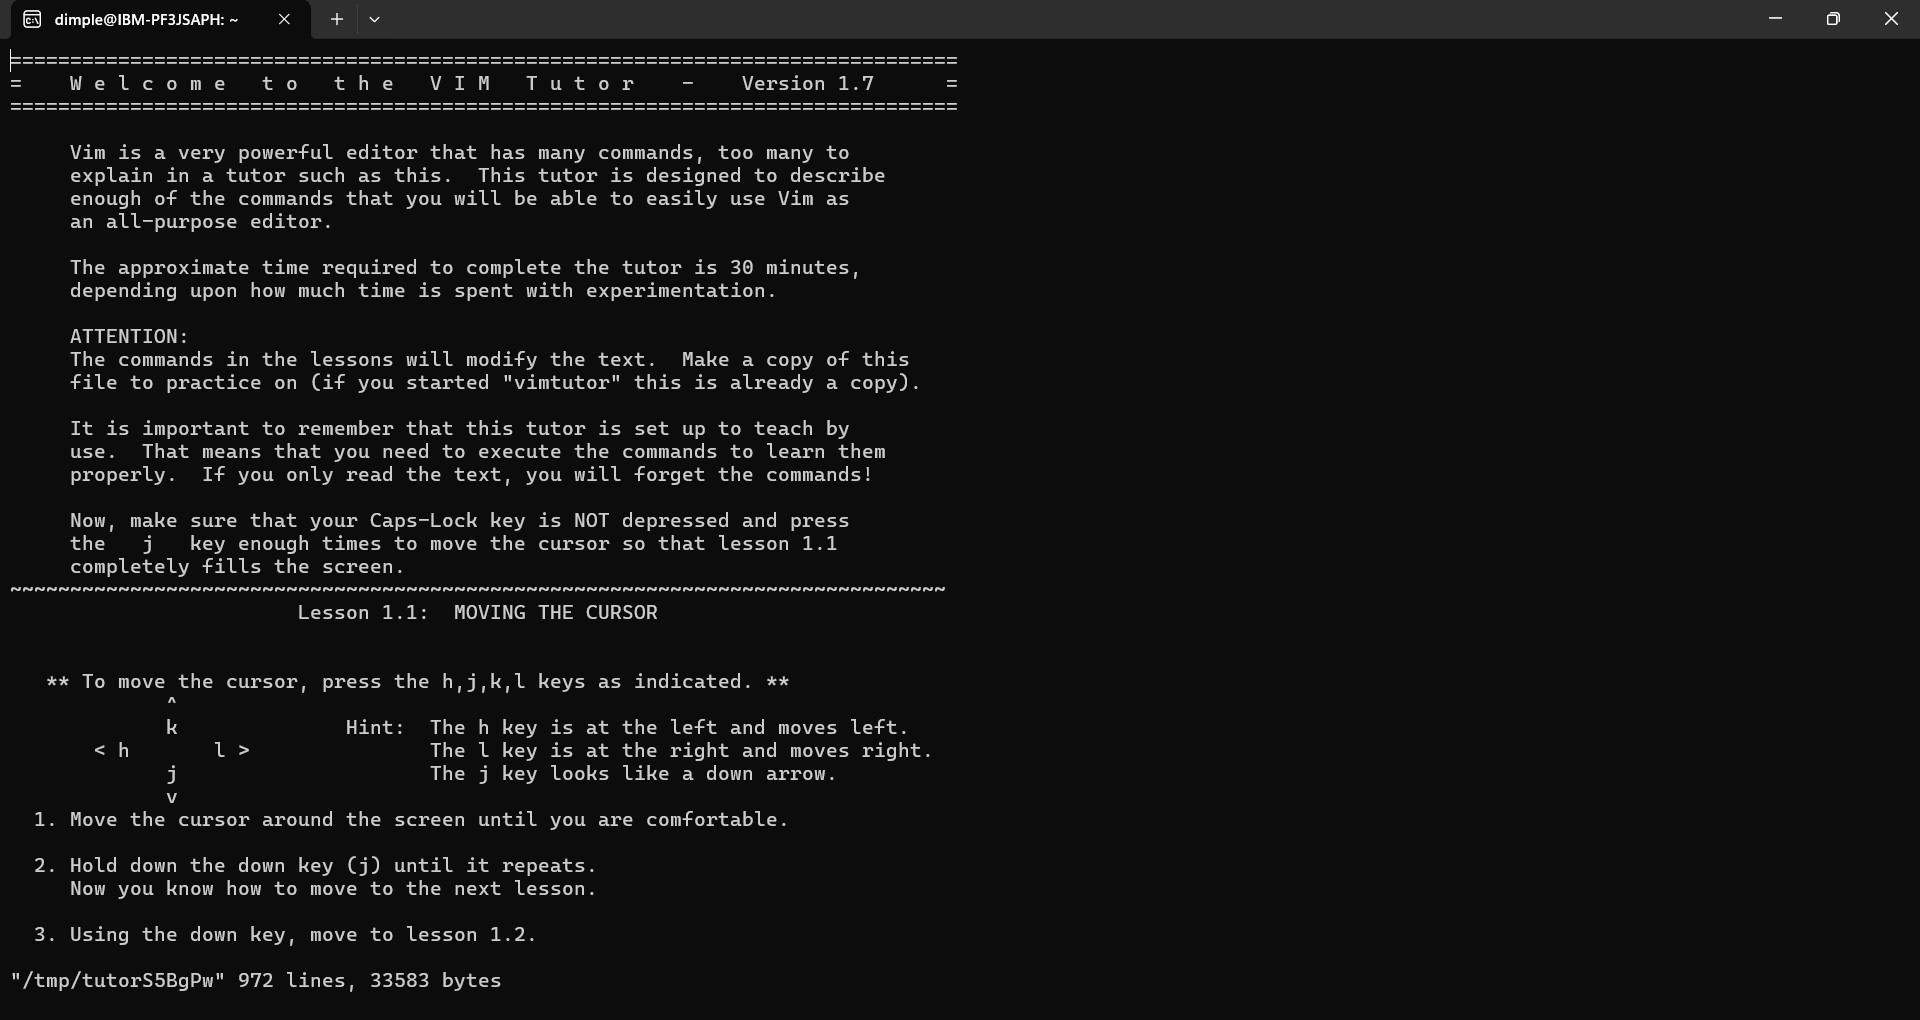 dimple@IBM-PF3JSAPH: ~
===============================================================================
=    W e l c o m e   t o   t h e   V I M   T u t o r    -    Version 1.7      =
===============================================================================

     Vim is a very powerful editor that has many commands, too many to
     explain in a tutor such as this.  This tutor is designed to describe
     enough of the commands that you will be able to easily use Vim as
     an all-purpose editor.

     The approximate time required to complete the tutor is 30 minutes,
     depending upon how much time is spent with experimentation.

     ATTENTION:
     The commands in the lessons will modify the text.  Make a copy of this
     file to practice on (if you started "vimtutor" this is already a copy).

     It is important to remember that this tutor is set up to teach by
     use.  That means that you need to execute the commands to learn them
     properly.  If you only read the text, you will forget the commands!

     Now, make sure that your Caps-Lock key is NOT depressed and press
     the   j   key enough times to move the cursor so that lesson 1.1
     completely fills the screen.
~~~~~~~~~~~~~~~~~~~~~~~~~~~~~~~~~~~~~~~~~~~~~~~~~~~~~~~~~~~~~~~~~~~~~~~~~~~~~~
                        Lesson 1.1:  MOVING THE CURSOR


   ** To move the cursor, press the h,j,k,l keys as indicated. **
             ^
             k              Hint:  The h key is at the left and moves left.
       < h       l >               The l key is at the right and moves right.
             j                     The j key looks like a down arrow.
             v
  1. Move the cursor around the screen until you are comfortable.

  2. Hold down the down key (j) until it repeats.
     Now you know how to move to the next lesson.

  3. Using the down key, move to lesson 1.2.

"/tmp/tutorS5BgPw" 972 lines, 33583 bytes